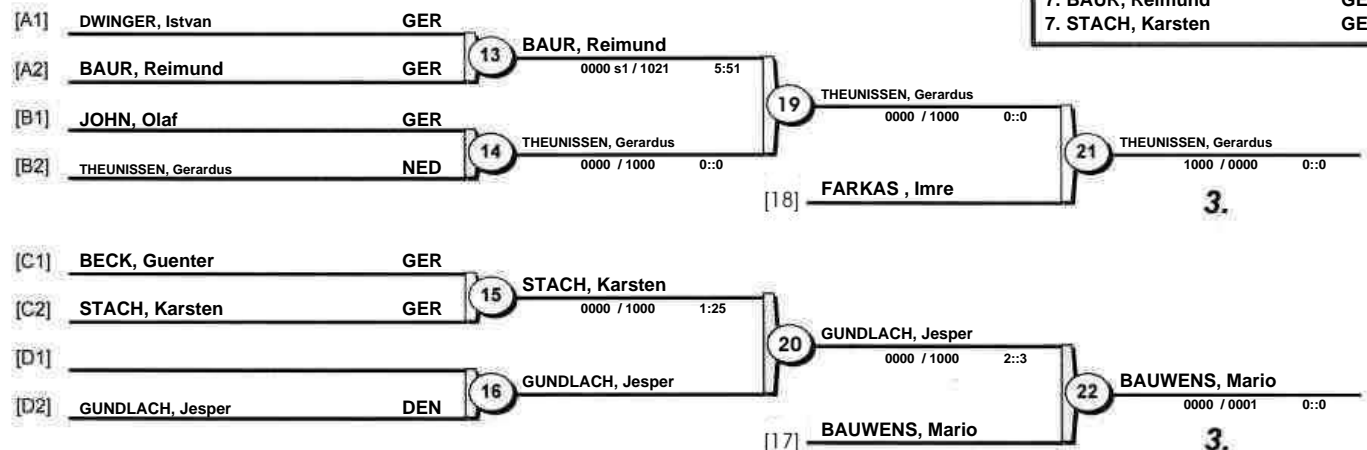 7. BAUR, Reimund GE
7. STACH, Karsten GE
[A1] DWINGER, Istvan GER
[A2] BAUR, Reimund GER
13
BAUR, Reimund
0000 s1 / 1021 5:51
[B1] JOHN, Olaf GER
[B2] THEUNISSEN, Gerardus NED
14
THEUNISSEN, Gerardus
0000 / 1000 0::0
19
THEUNISSEN, Gerardus
0000 / 1000 0::0
[18] FARKAS , Imre
21
THEUNISSEN, Gerardus
1000 / 0000 0::0
3.
[C1] BECK, Guenter GER
[C2] STACH, Karsten GER
15
STACH, Karsten
0000 / 1000 1:25
[D1]
[D2] GUNDLACH, Jesper DEN
16
GUNDLACH, Jesper
20
GUNDLACH, Jesper
0000 / 1000 2::3
[17] BAUWENS, Mario
22
BAUWENS, Mario
0000 / 0001 0::0
3.